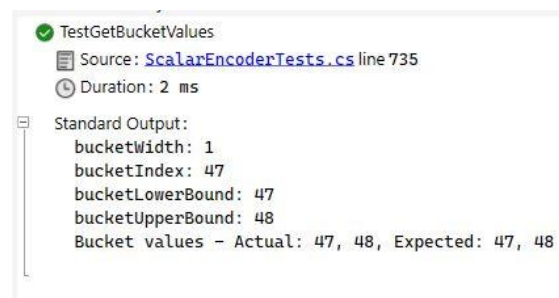 TestGetBucketValues
Source: ScalarEncoderTests.cs line 735
Duration: 2 ms
Standard Output:
bucketWidth: 1
bucketIndex: 47
bucketLowerBound: 47
bucketUpperBound: 48
Bucket values - Actual: 47, 48, Expected: 47, 48